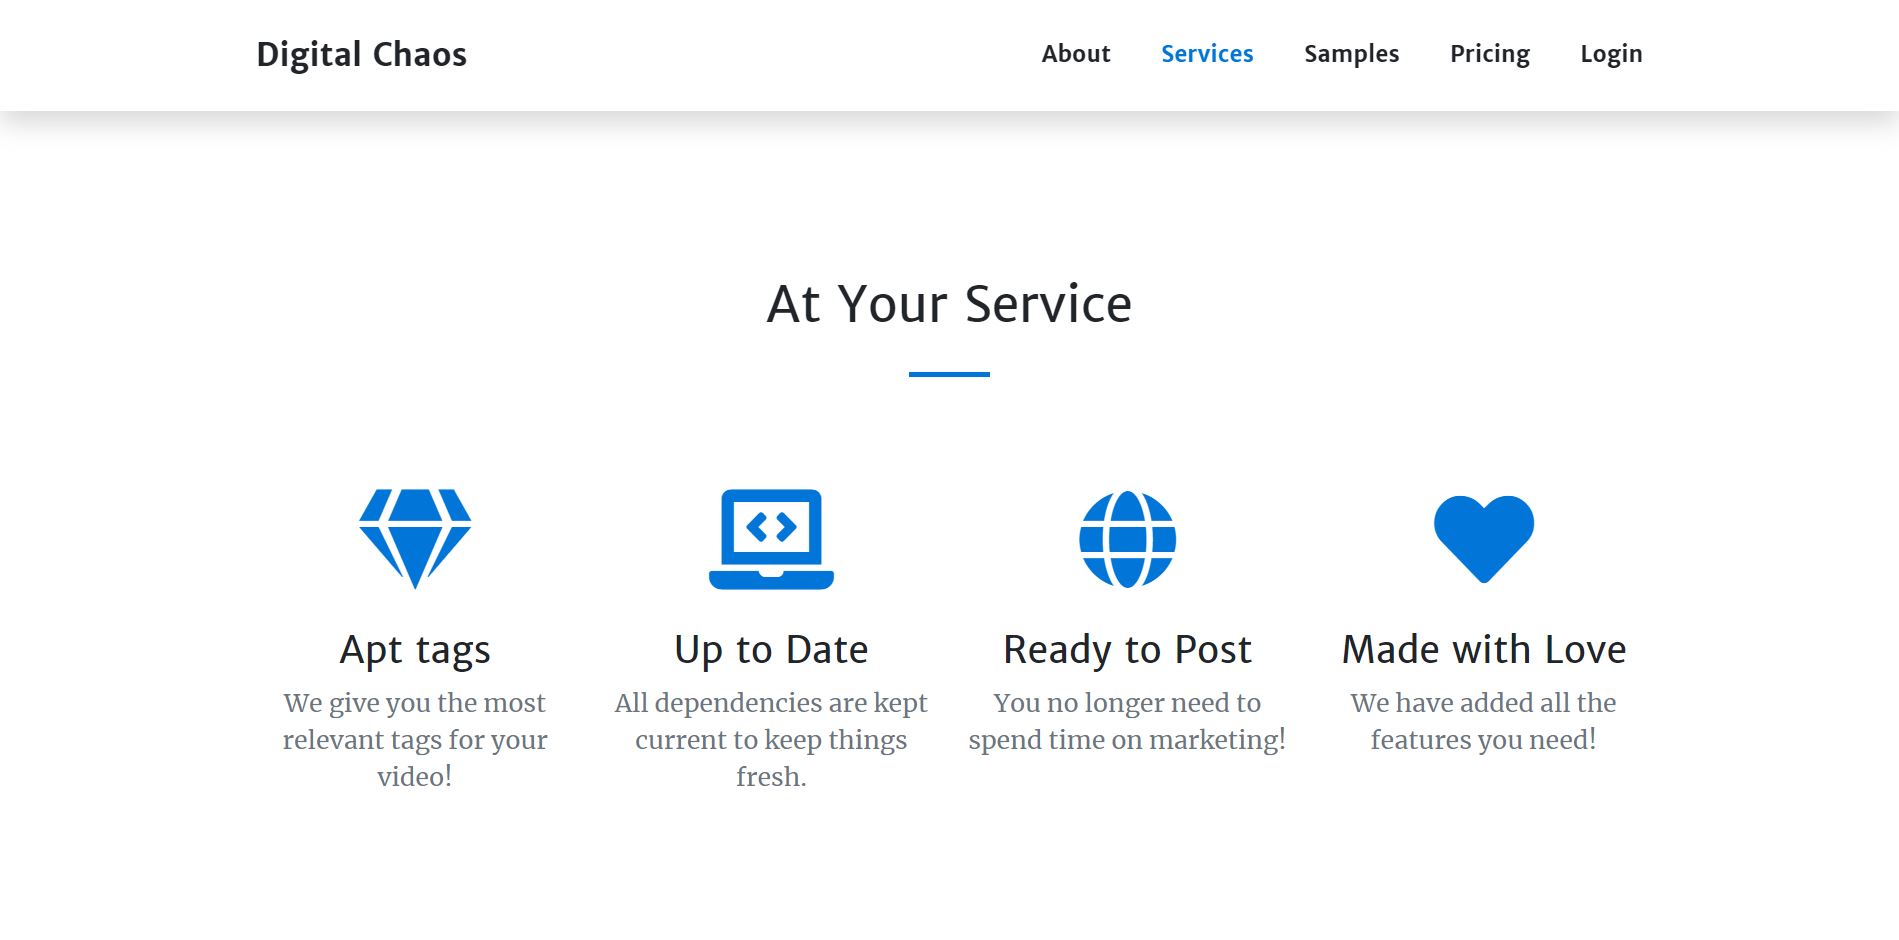 Digital Chaos
About Services Samples Pricing Login
At Your Service
Apt tags
We give you the most
relevant tags for your
video!
Up to Date
All dependencies are kept
current to keep things
fresh.
Ready to Post
You no longer need to
spend time on marketing!
Made with Love
We have added all the
features you need!